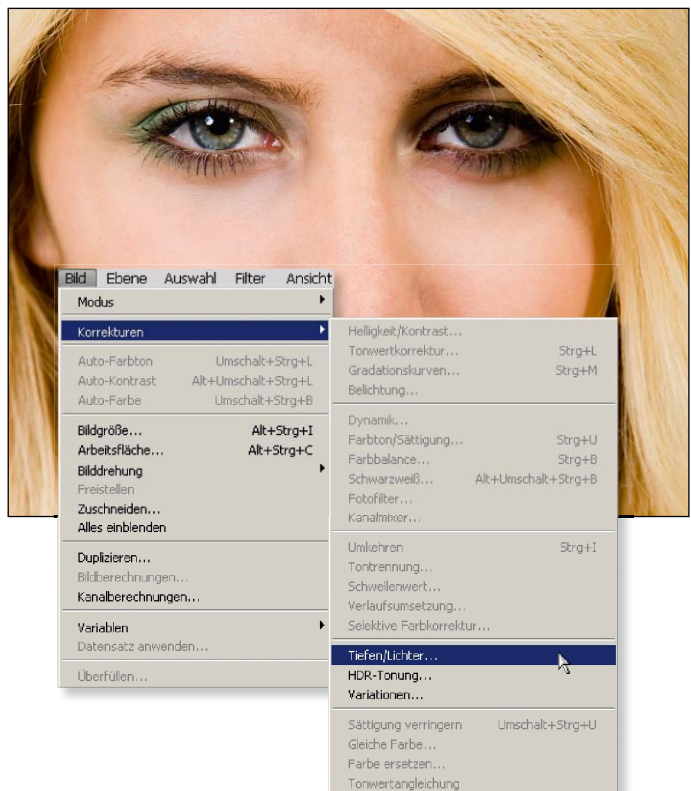 Bild Ebene Auswahl Filter Ansicht
Modus
Korrekturen
Auto-Farbton Umschalt+Strg+L
Auto-Kontrast Alt+Umschalt+Strg+L
Auto-Farbe Umschalt+Strg+B
Bildgröße... Alt+Strg+I
Arbeitsfläche... Alt+Strg+C
Bilddrehung
Freistellen
Zuschneiden...
Alles einblenden
Duplizieren...
Bildberechnungen...
Kanalberechnungen...
Variablen
Datensatz anwenden...
Überfüllen...
Helligkeit/Kontrast...
Tonwertkorrektur... Strg+L
Gradationskurven... Strg+M
Belichtung...
Dynamik...
Farbton/Sättigung... Strg+U
Farbbalance... Strg+B
Schwarzweiß... Alt+Umschalt+Strg+B
Fotofilter...
Kanalmixer...
Umkehren Strg+I
Tontrennung...
Schwellenwert...
Verlaufsumsetzung...
Selektive Farbkorrektur...
Tiefen/Lichter...
HDR-Tonung...
Variationen...
Sättigung verringern Umschalt+Strg+U
Gleiche Farbe...
Farbe ersetzen...
Tonwertangleichung